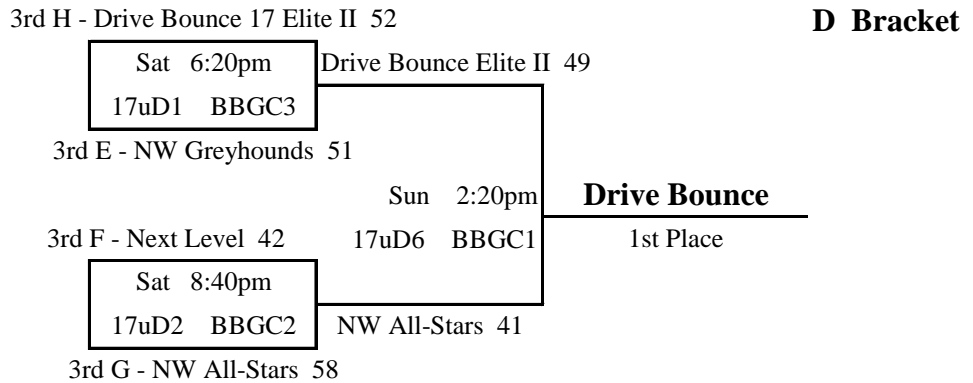 3rd H - Drive Bounce 17 Elite II 52
D Bracket
Sat 6:20pm
Drive Bounce Elite II 49
17uD1 BBGC3
3rd E - NW Greyhounds 51
Sun 2:20pm
Drive Bounce
3rd F - Next Level 42
17uD6 BBGC1
1st Place
Sat 8:40pm
17uD2 BBGC2
NW All-Stars 41
3rd G - NW All-Stars 58